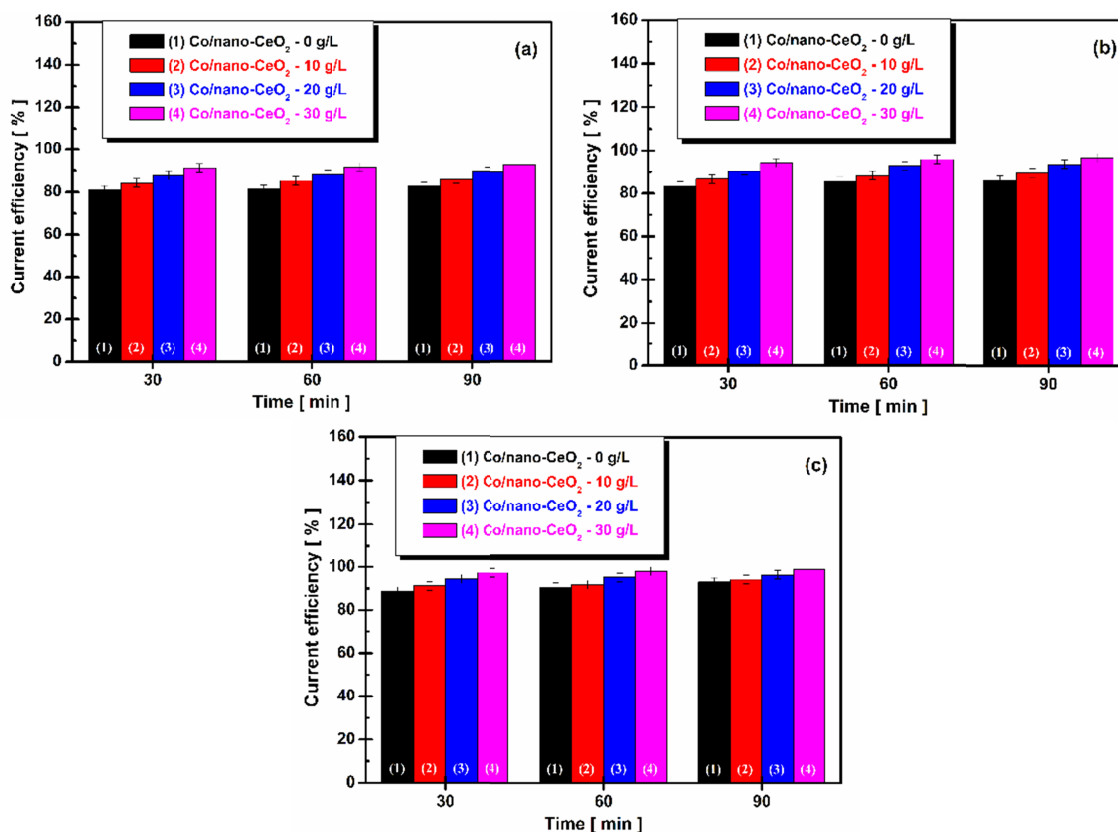 (a)
(1) Co/nano-CeO₂ - 0 g/L
(2) Co/nano-CeO₂ - 10 g/L
(3) Co/nano-CeO₂ - 20 g/L
(4) Co/nano-CeO₂ - 30 g/L
Current efficiency [ % ]
160
140
120
100
80
60
40
20
0
(1) (2) (3) (4) (1) (2) (3) (4) (1) (2) (3) (4)
30 60 90
Time [ min ]
(b)
(1) Co/nano-CeO₂ - 0 g/L
(2) Co/nano-CeO₂ - 10 g/L
(3) Co/nano-CeO₂ - 20 g/L
(4) Co/nano-CeO₂ - 30 g/L
Current efficiency [ % ]
160
140
120
100
80
60
40
20
0
(1) (2) (3) (4) (1) (2) (3) (4) (1) (2) (3) (4)
30 60 90
Time [ min ]
(c)
(1) Co/nano-CeO₂ - 0 g/L
(2) Co/nano-CeO₂ - 10 g/L
(3) Co/nano-CeO₂ - 20 g/L
(4) Co/nano-CeO₂ - 30 g/L
Current efficiency [ % ]
160
140
120
100
80
60
40
20
0
(1) (2) (3) (4) (1) (2) (3) (4) (1) (2) (3) (4)
30 60 90
Time [ min ]